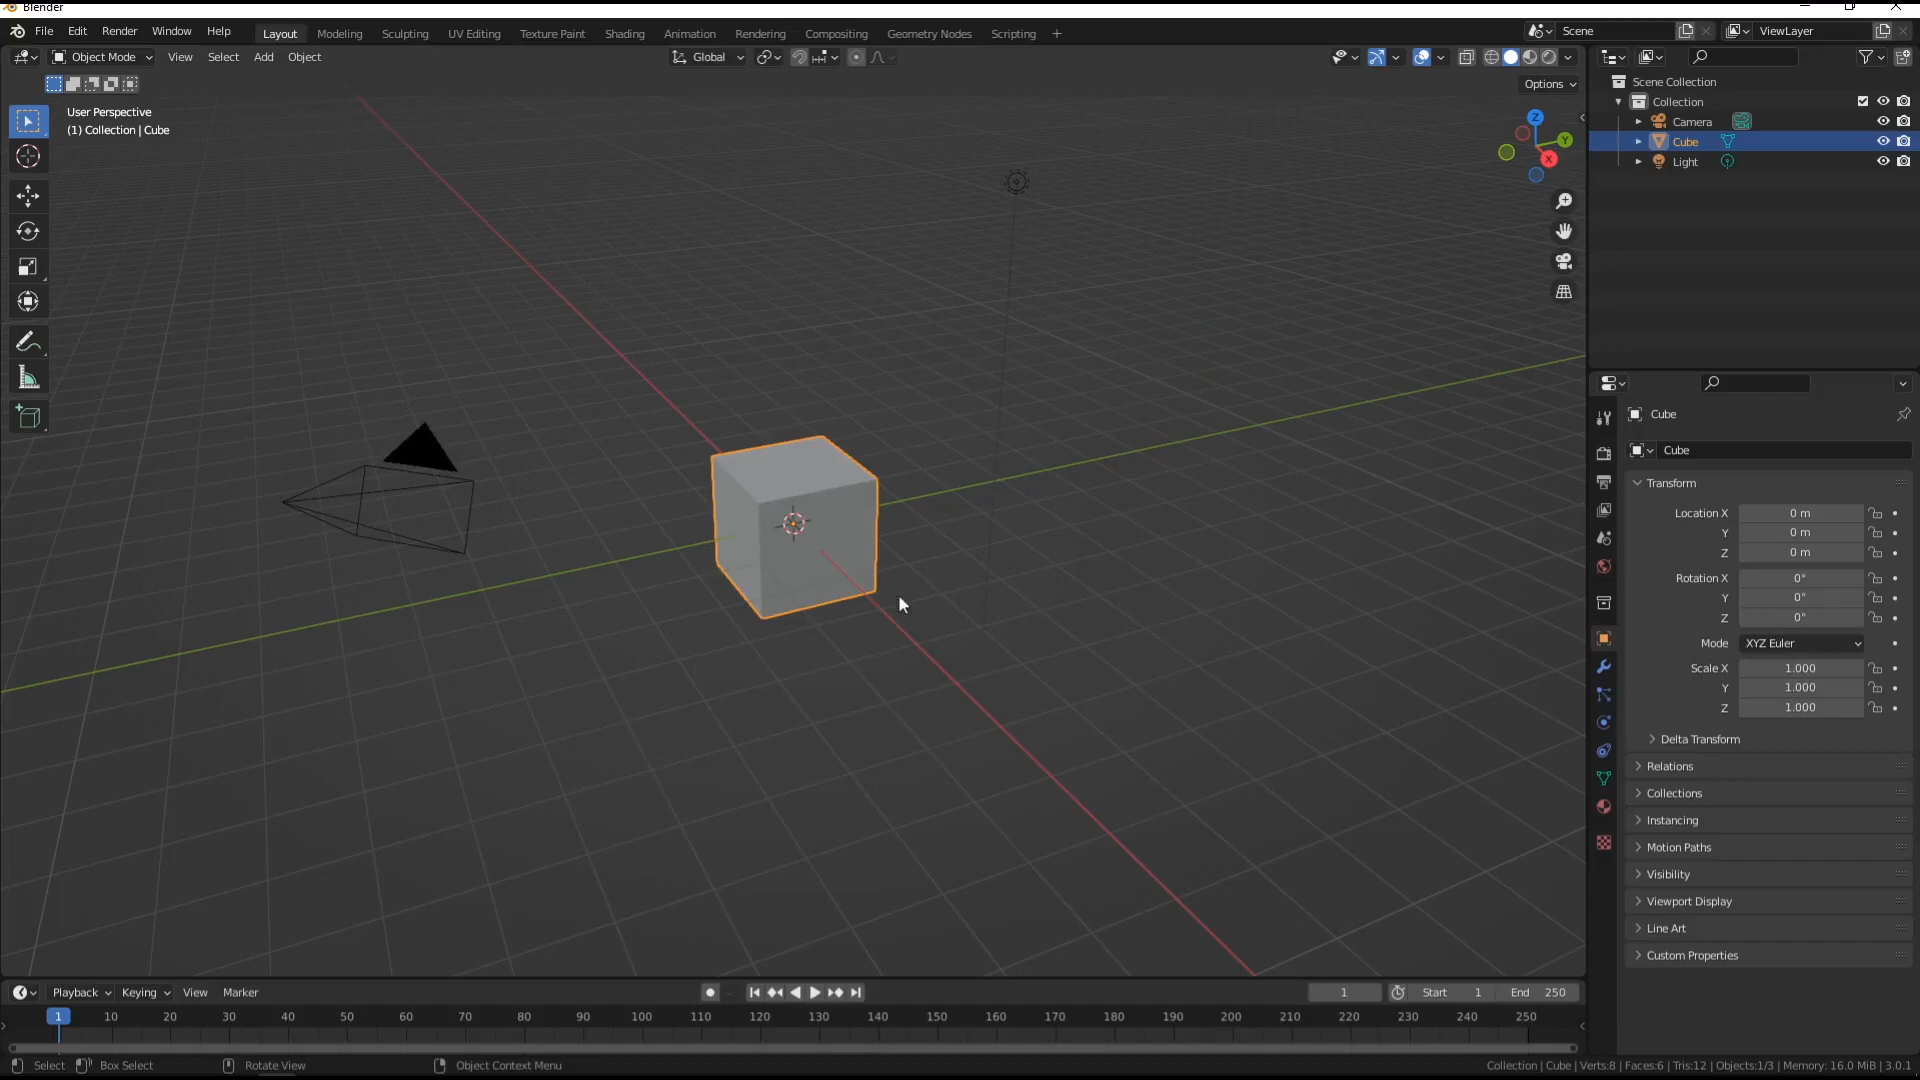 Blender
File Edit Render Window Help Layout Modeling Sculpting UV Editing Texture Paint Shading Animation Rendering Compositing Geometry Nodes Scripting + Scene ViewLayer
Object Mode View Select Add Object Global
Options
User Perspective
(1) Collection | Cube
Z
Y
X
Scene Collection
Collection
Camera
Cube
Light
Cube
Cube
Transform
Location X 0 m
Y 0 m
Z 0 m
Rotation X 0°
Y 0°
Z 0°
Mode XYZ Euler
Scale X 1.000
Y 1.000
Z 1.000
Delta Transform
Relations
Collections
Instancing
Motion Paths
Visibility
Viewport Display
Line Art
Custom Properties
Playback Keying View Marker 1 Start 1 End 250
1 10 20 30 40 50 60 70 80 90 100 110 120 130 140 150 160 170 180 190 200 210 220 230 240 250
Select Box Select Rotate View Object Context Menu Collection | Cube | Verts:8 | Faces:6 | Tris:12 | Objects:1/3 | Memory: 16.0 MiB | 3.0.1